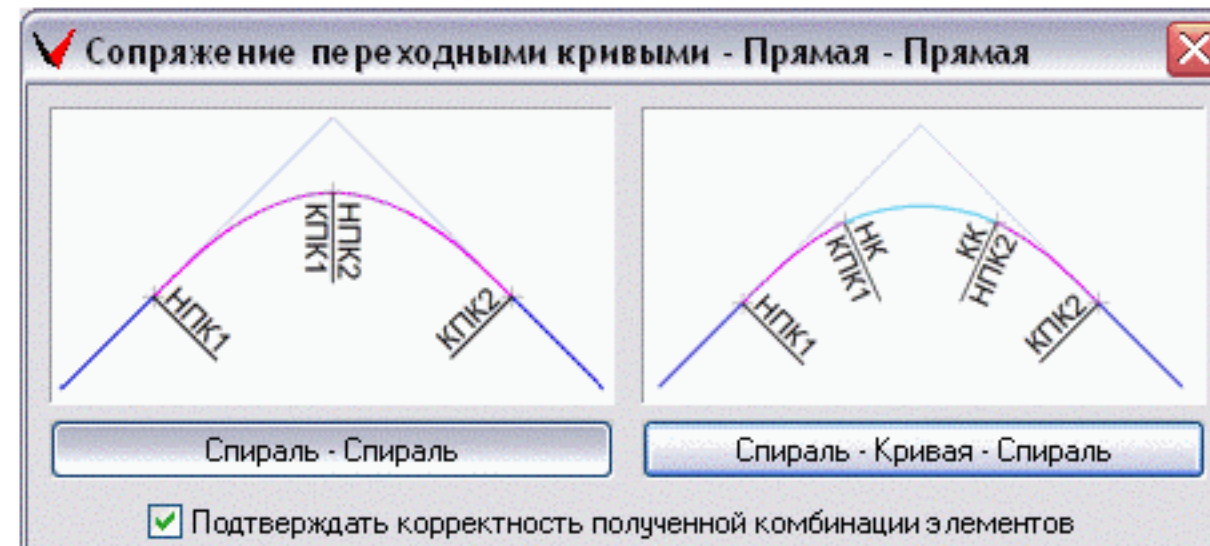 Сопряжение переходными кривыми - Прямая - Прямая
НПК1
КПК1
НПК2
КПК2
НПК1
НК
КПК1
КК
НПК2
КПК2
Спираль - Спираль
Спираль - Кривая - Спираль
Подтверждать корректность полученной комбинации элементов